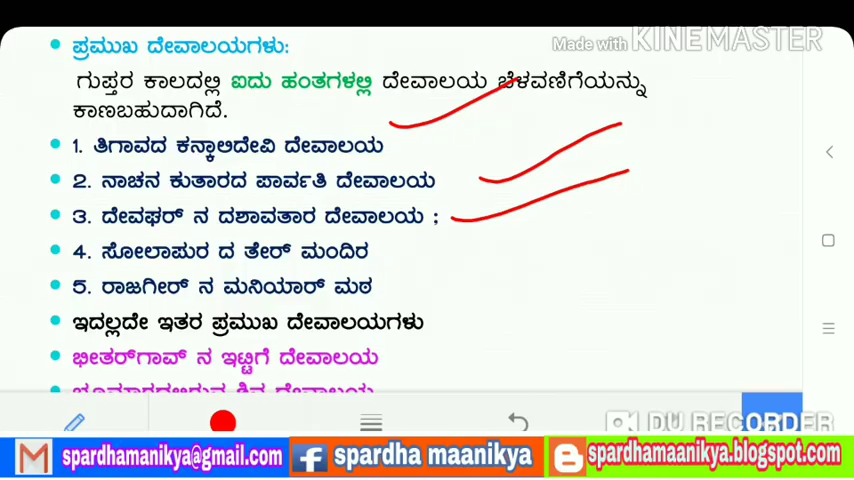 Made with KINEMASTER
ಪ್ರಮುಖ ದೇವಾಲಯಗಳು:
ಗುಪ್ತರ ಕಾಲದಲ್ಲಿ ಐದು ಹಂತಗಳಲ್ಲಿ ದೇವಾಲಯ ಬೆಳವಣಿಗೆಯನ್ನು
ಕಾಣಬಹುದಾಗಿದೆ.
1. ತಿಗಾವದ ಕನ್ಕಾಲಿದೇವಿ ದೇವಾಲಯ
2. ನಾಚನ ಕುತಾರದ ಪಾರ್ವತಿ ದೇವಾಲಯ
3. ದೇವಘರ್ ನ ದಶಾವತಾರ ದೇವಾಲಯ ;
4. ಸೋಲಾಪುರ ದ ತೇರ್ ಮಂದಿರ
5. ರಾಜಗೀರ್ ನ ಮನಿಯಾರ್ ಮಠ
ಇದಲ್ಲದೇ ಇತರ ಪ್ರಮುಖ ದೇವಾಲಯಗಳು
ಭೀತರ್‌ಗಾವ್ ನ ಇಟ್ಟಿಗೆ ದೇವಾಲಯ
DU RECORDER
spardhamanikya@gmail.com spardha maanikya spardhamaanikya.blogspot.com